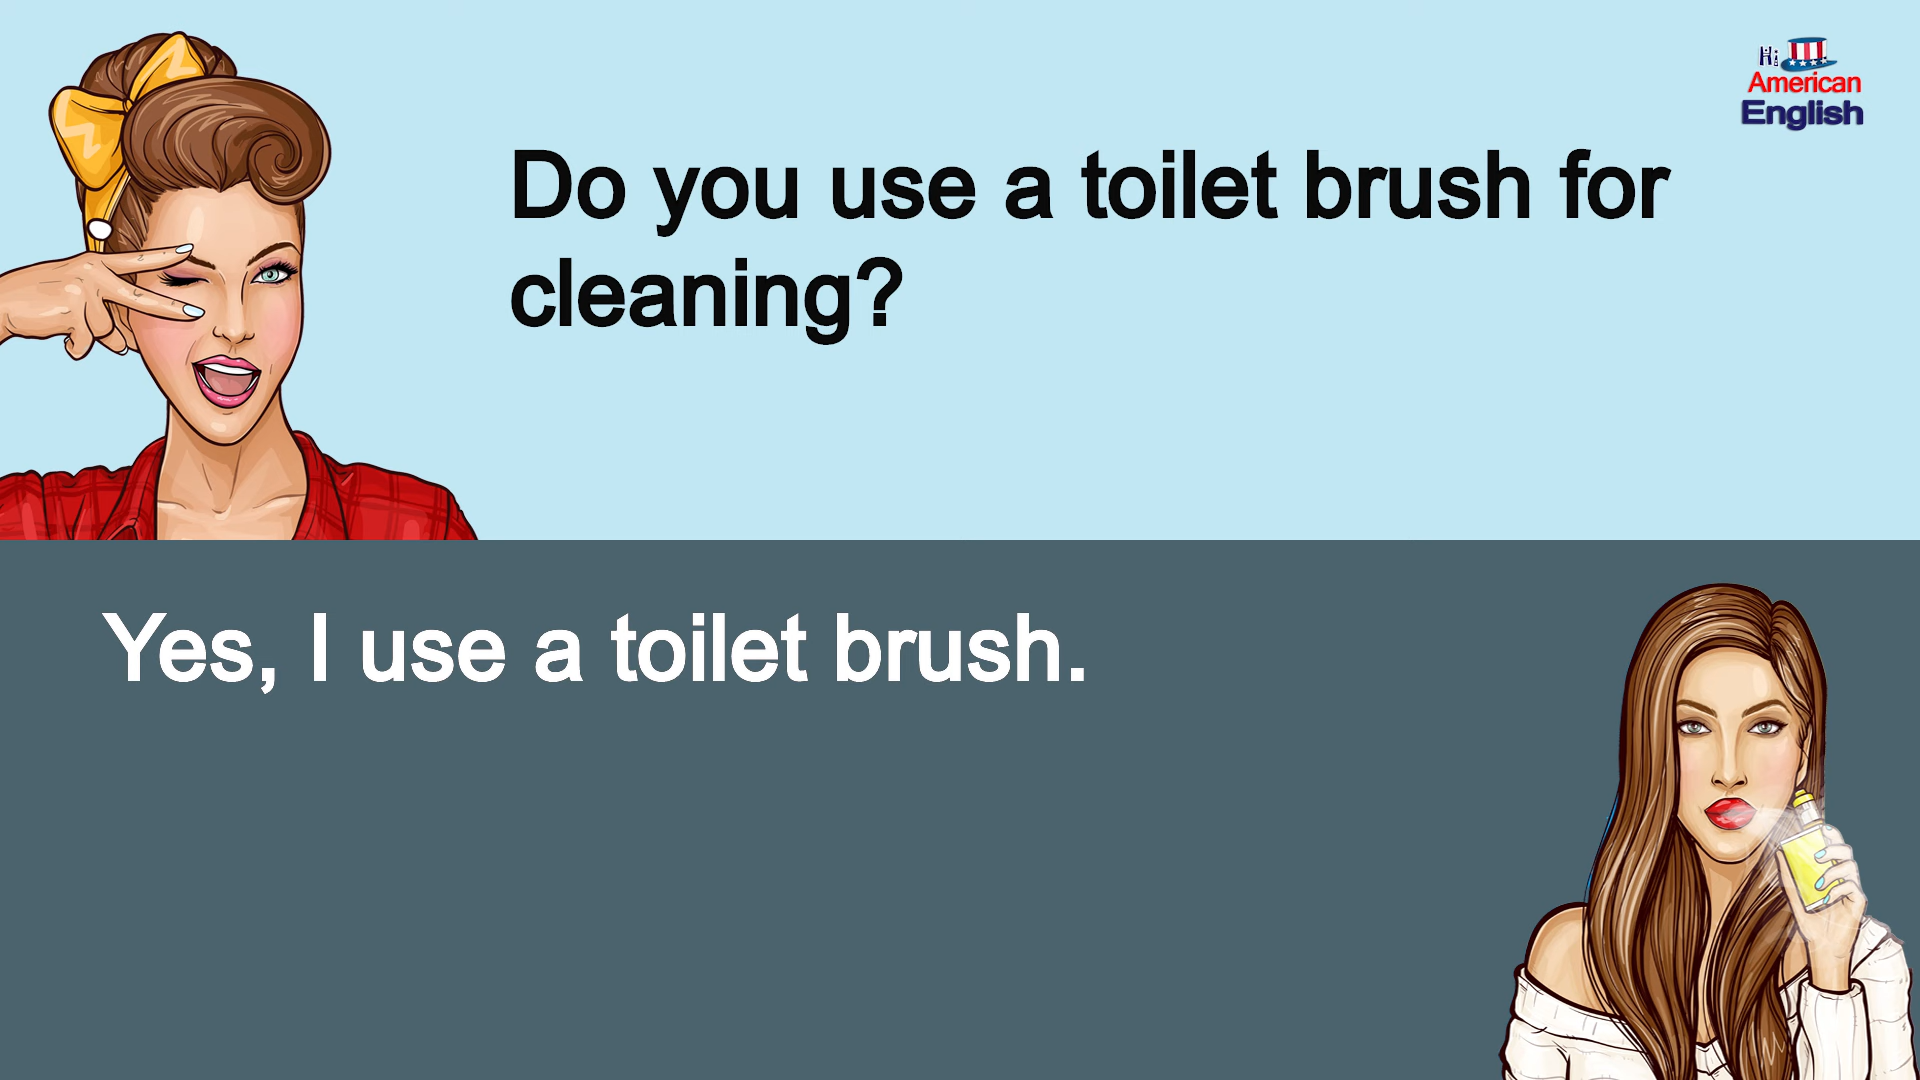 Hi
American
English
Do you use a toilet brush for
cleaning?
Yes, I use a toilet brush.